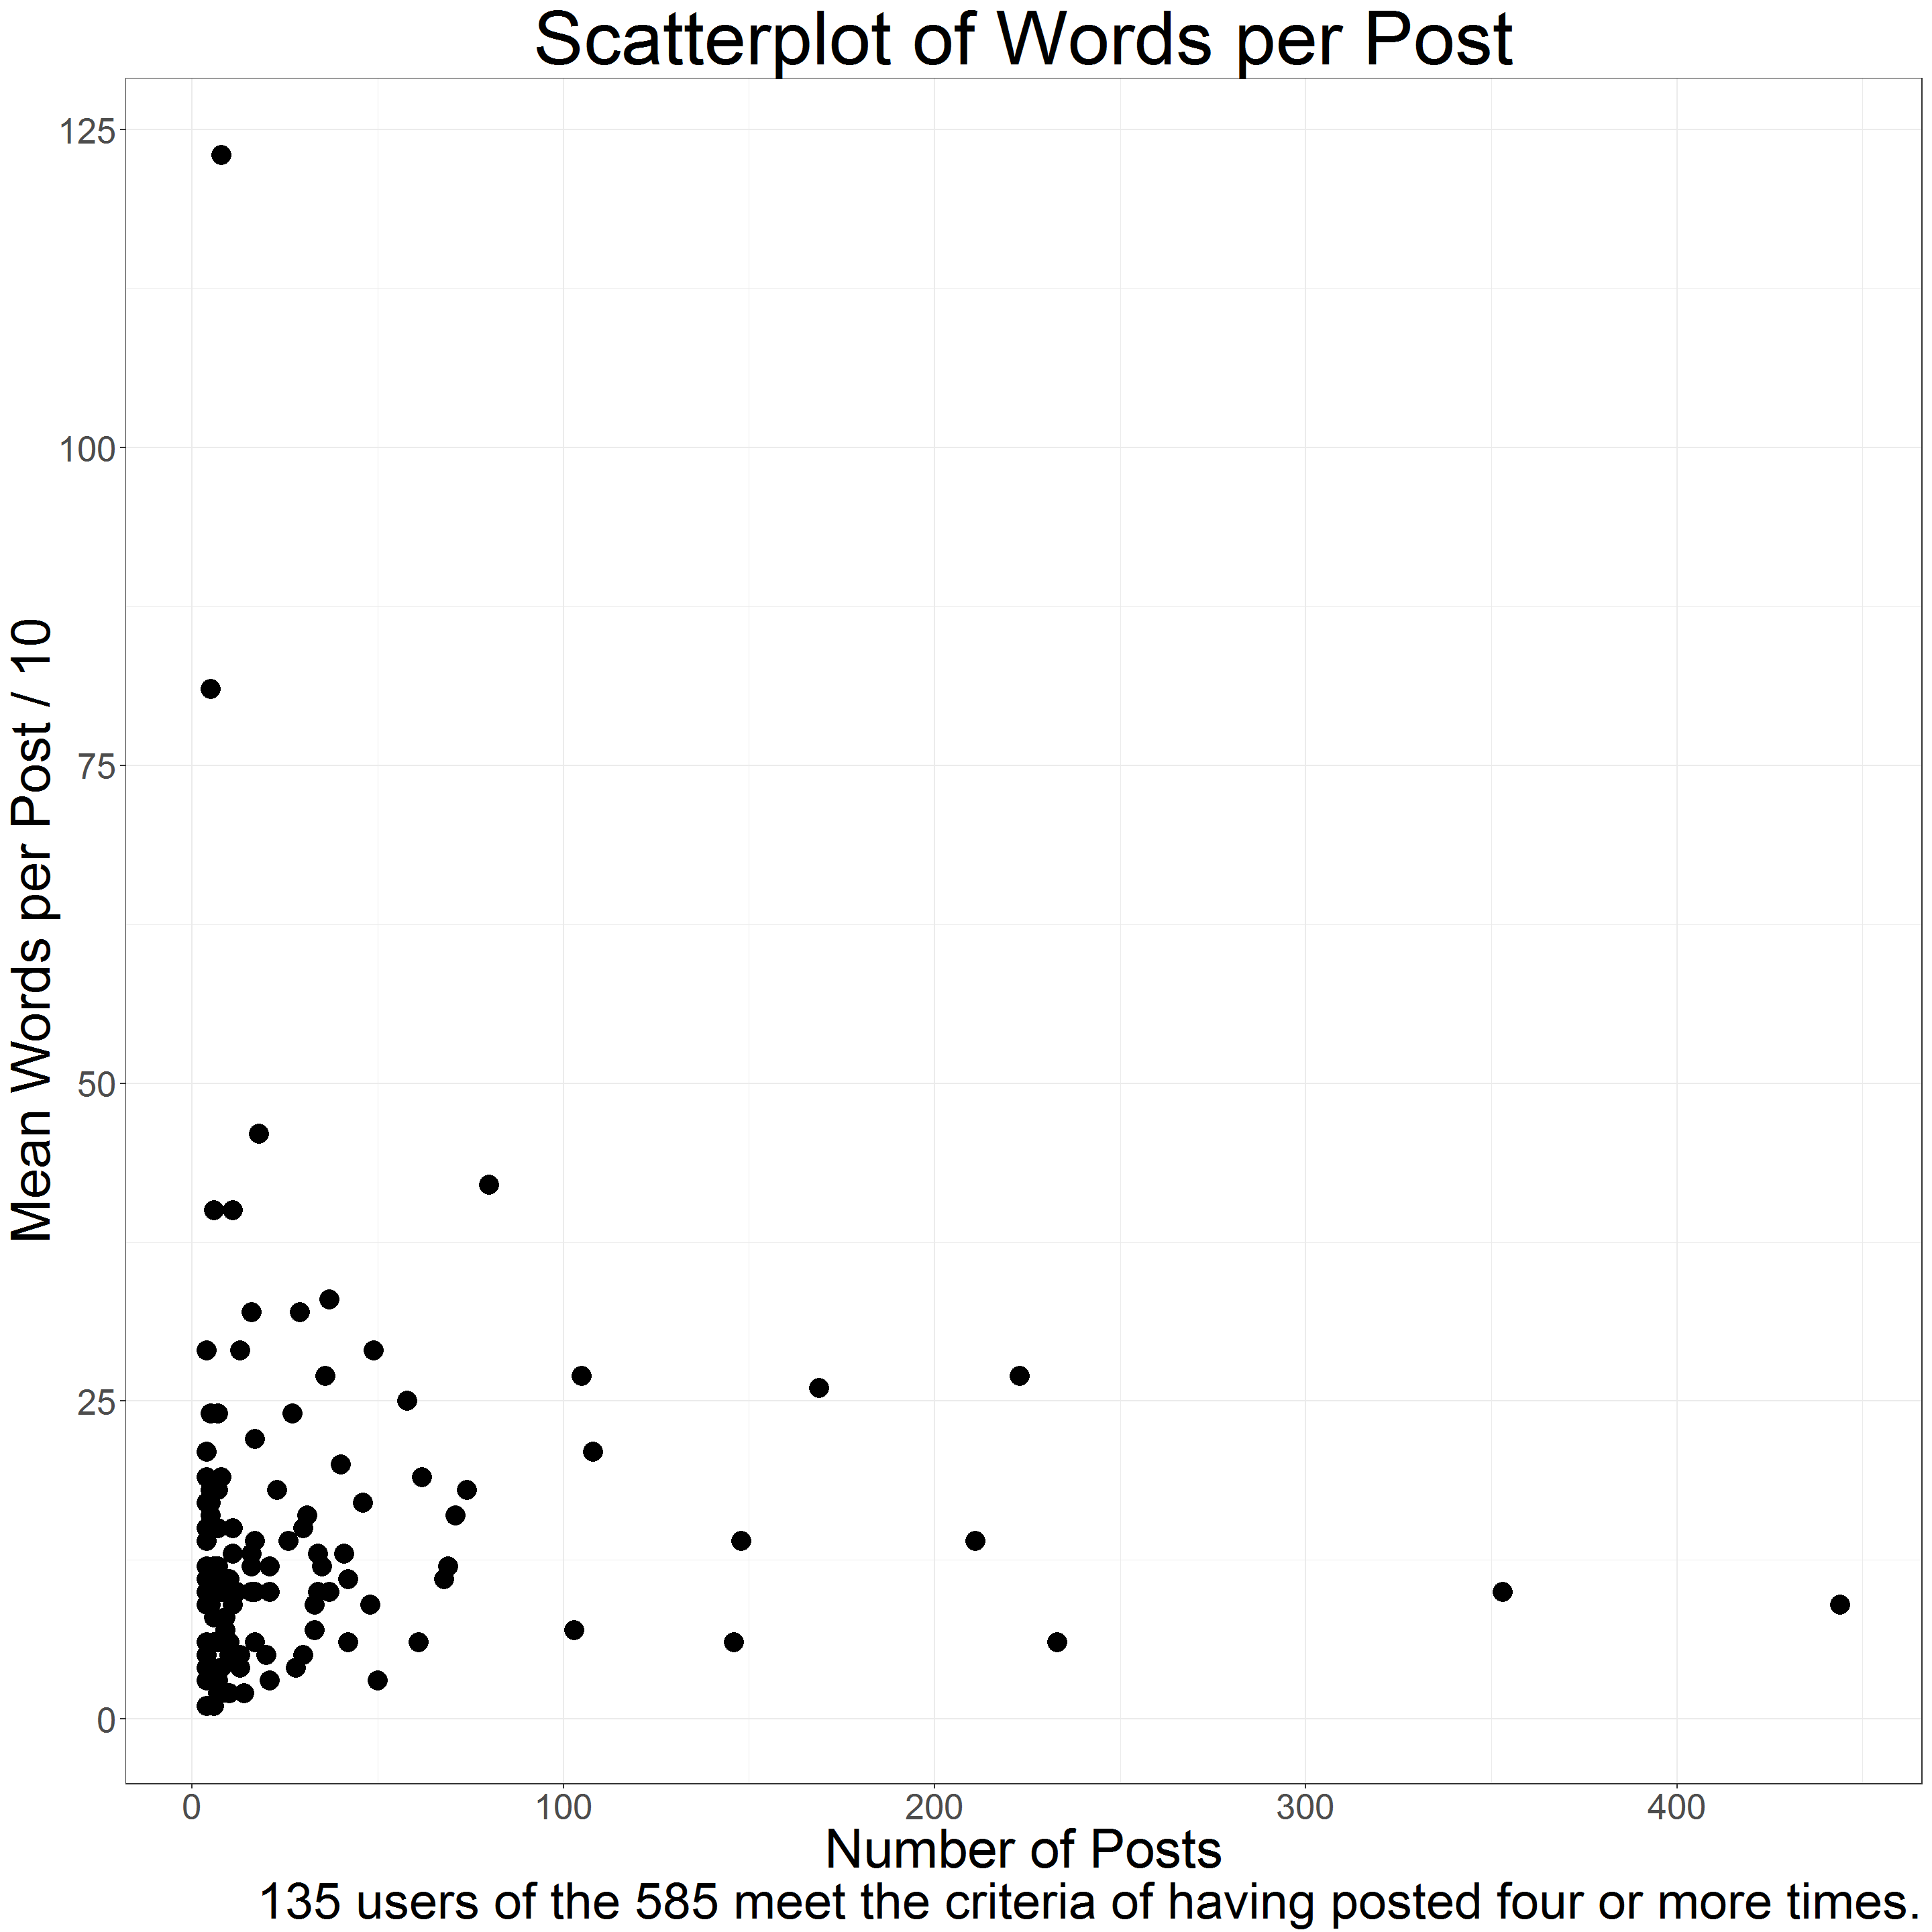 Scatterplot of Words per Post
125
100
75
50
25
0
Mean Words per Post / 10
0 100 200 300 400
Number of Posts
135 users of the 585 meet the criteria of having posted four or more times.